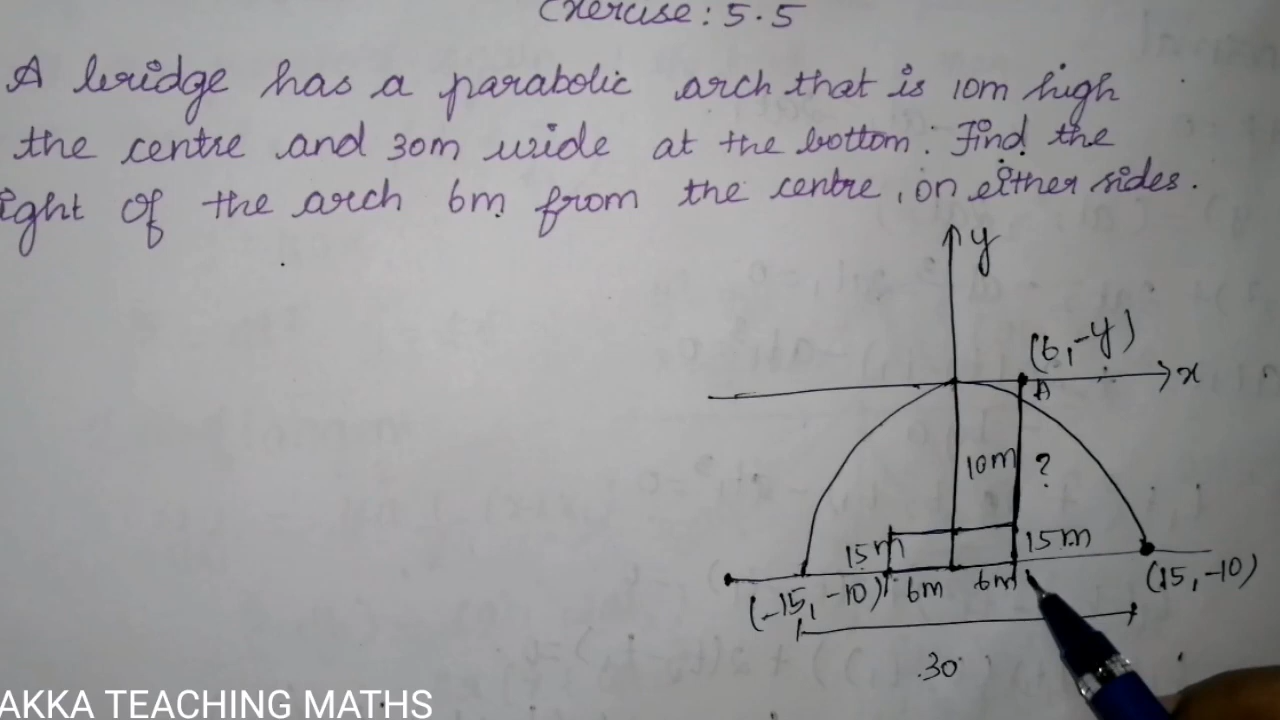 Exercise: 5.5
A bridge has a parabolic arch that is 10m high
the centre and 30m wide at the bottom. Find the
ight of the arch 6m from the centre, on either sides.
y
(6, -y)
x
A
10m ?
15m 15m
(-15, -10) 6m 6m (15, -10)
30
AKKA TEACHING MATHS